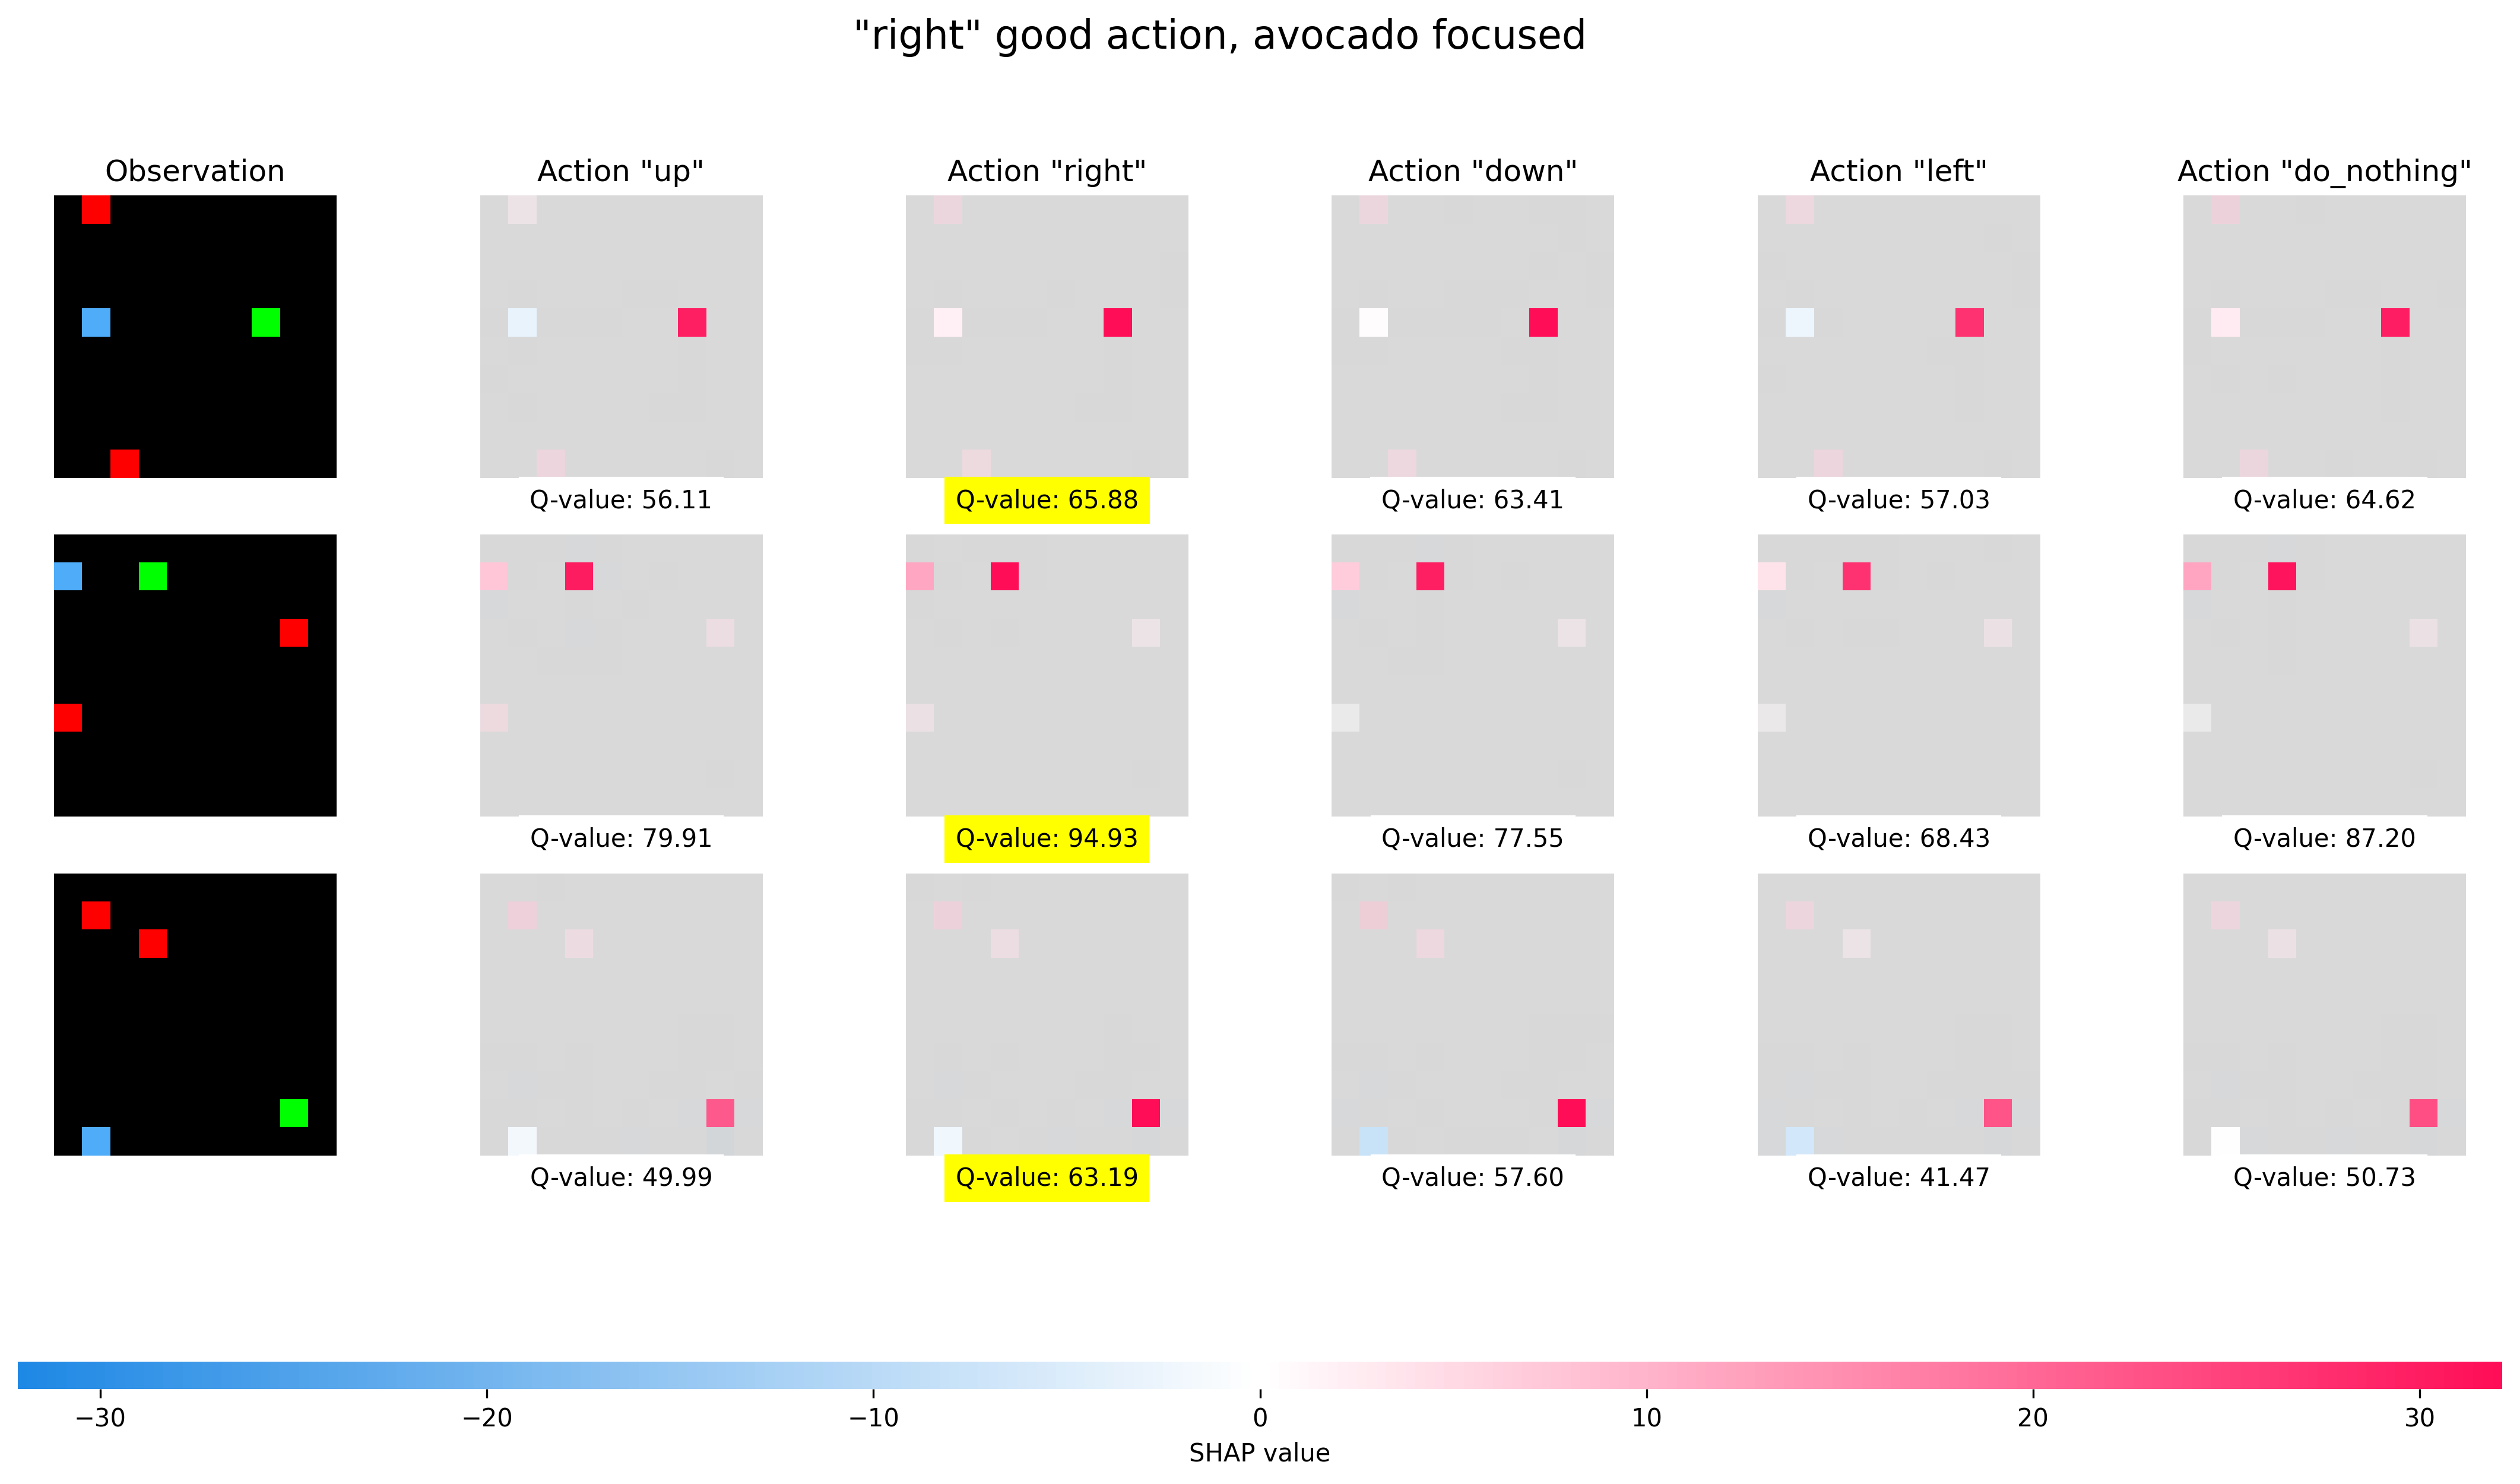 "right" good action, avocado focused
Observation
Action "up"
Action "right"
Action "down"
Action "left"
Action "do_nothing"
Q-value: 56.11
Q-value: 65.88
Q-value: 63.41
Q-value: 57.03
Q-value: 64.62
Q-value: 79.91
Q-value: 94.93
Q-value: 77.55
Q-value: 68.43
Q-value: 87.20
Q-value: 49.99
Q-value: 63.19
Q-value: 57.60
Q-value: 41.47
Q-value: 50.73
−30
−20
−10
0
10
20
30
SHAP value